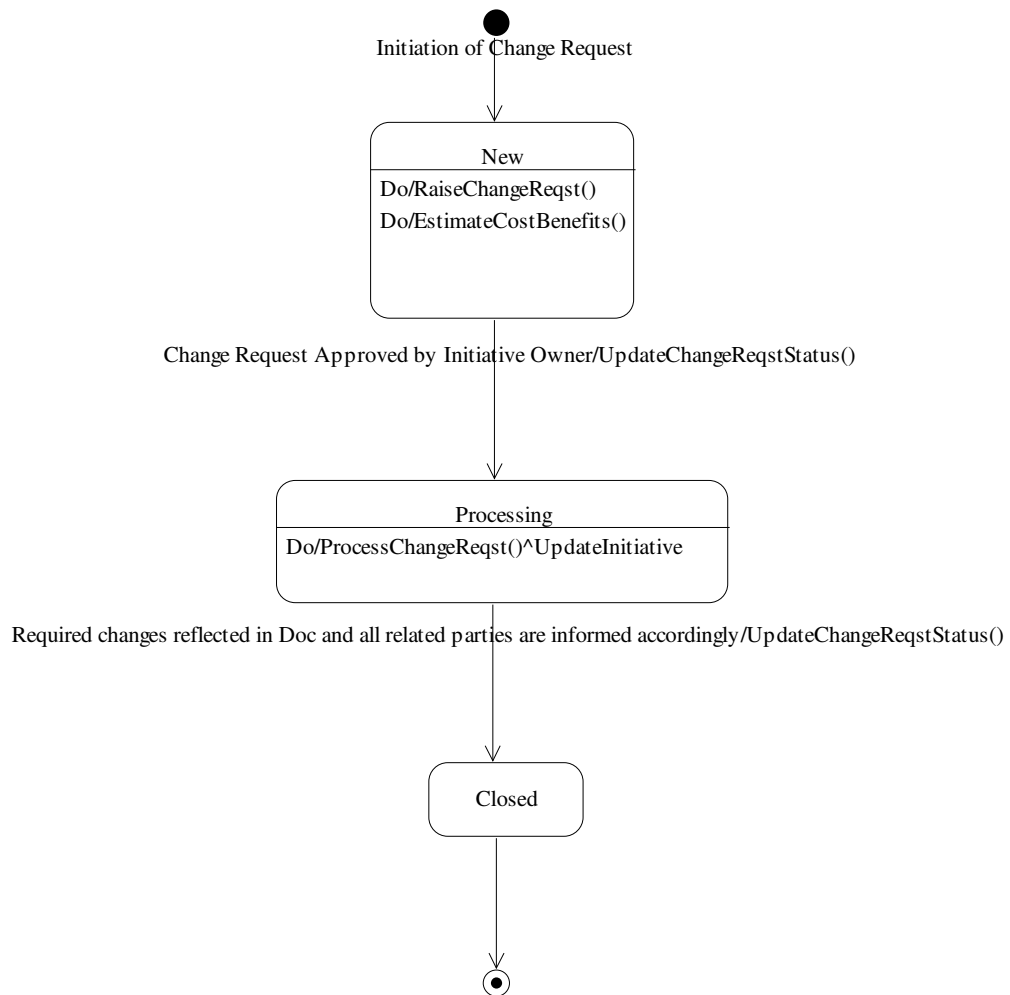 Initiation of Change Request
New
Do/RaiseChangeReqst()
Do/EstimateCostBenefits()
Change Request Approved by Initiative Owner/UpdateChangeReqstStatus()
Processing
Do/ProcessChangeReqst()^UpdateInitiative
Required changes reflected in Doc and all related parties are informed accordingly/UpdateChangeReqstStatus()
Closed